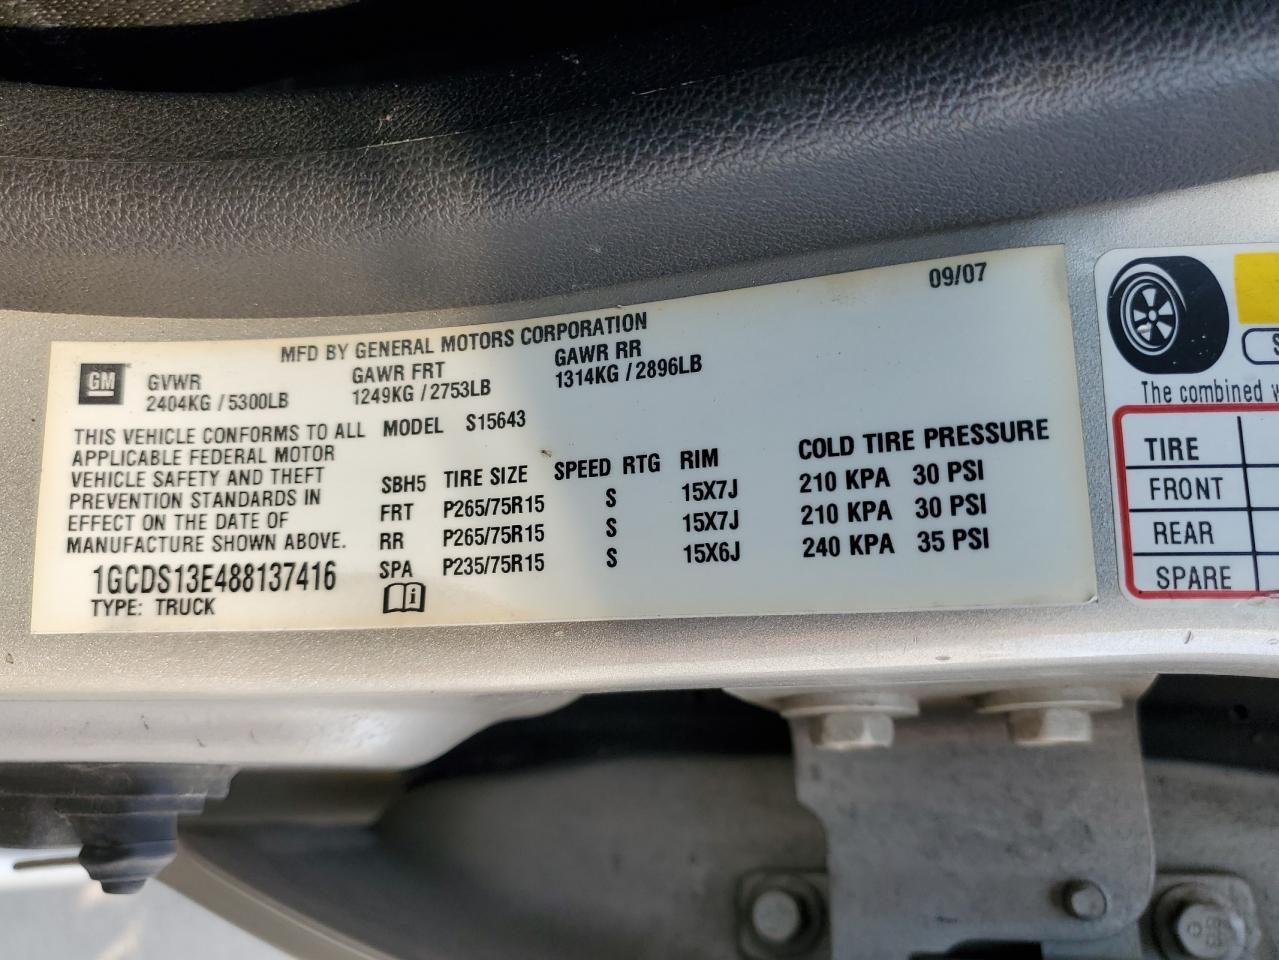 09/07
MFD BY GENERAL MOTORS CORPORATION
GM
GVWR GAWR FRT GAWR RR
2404KG / 5300LB 1249KG / 2753LB 1314KG / 2896LB
THIS VEHICLE CONFORMS TO ALL
APPLICABLE FEDERAL MOTOR
VEHICLE SAFETY AND THEFT
PREVENTION STANDARDS IN
EFFECT ON THE DATE OF
MANUFACTURE SHOWN ABOVE.
1GCDS13E488137416
TYPE: TRUCK
MODEL S15643
SBH5 TIRE SIZE SPEED RTG RIM COLD TIRE PRESSURE
FRT P265/75R15 S 15X7J 210 KPA 30 PSI
RR P265/75R15 S 15X7J 210 KPA 30 PSI
SPA P235/75R15 S 15X6J 240 KPA 35 PSI
i
The combined
TIRE
FRONT
REAR
SPARE